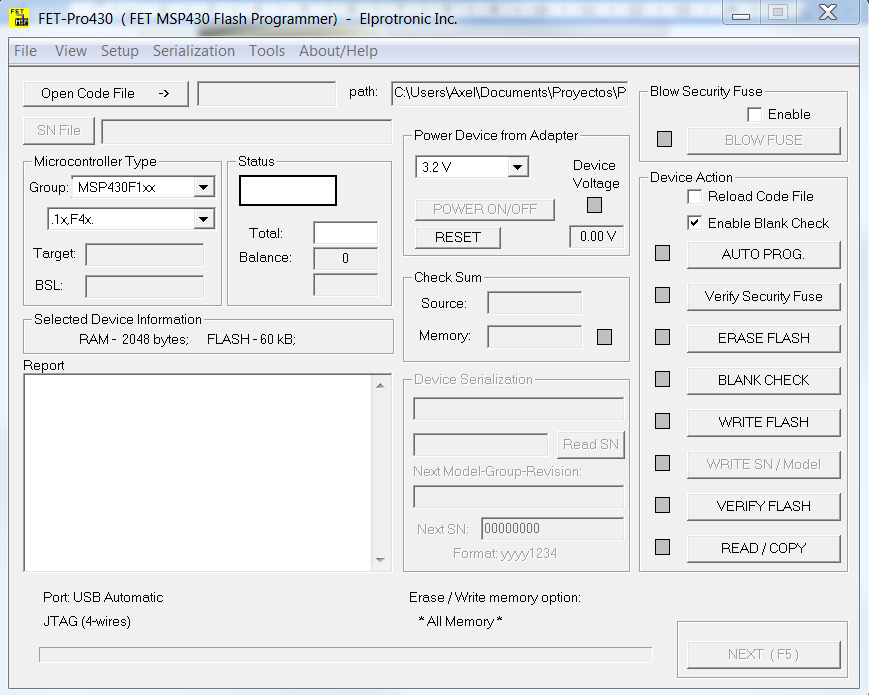 FET-Pro430 ( FET MSP430 Flash Programmer) - Elprotronic Inc.
File View Setup Serialization Tools About/Help
Open Code File ->
path: C:\Users\Axel\Documents\Proyectos\P
SN File
Microcontroller Type
Group: MSP430F1xx
.1x,F4x.
Target:
BSL:
Status
Total:
Balance: 0
Selected Device Information
RAM - 2048 bytes; FLASH - 60 kB;
Report
Power Device from Adapter
3.2 V
Device
Voltage
POWER ON/OFF
RESET
0.00 V
Check Sum
Source:
Memory:
Device Serialization
Read SN
Next Model-Group-Revision:
Next SN: 00000000
Format: yyyy1234
Blow Security Fuse
Enable
BLOW FUSE
Device Action
Reload Code File
Enable Blank Check
AUTO PROG.
Verify Security Fuse
ERASE FLASH
BLANK CHECK
WRITE FLASH
WRITE SN / Model
VERIFY FLASH
READ / COPY
Port: USB Automatic
JTAG (4-wires)
Erase / Write memory option:
* All Memory *
NEXT ( F5 )